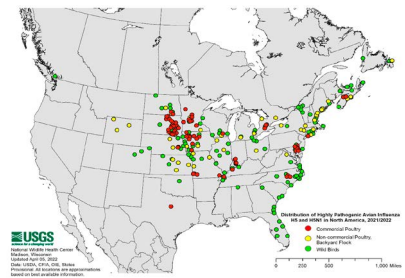 Distribution of Highly Pathogenic Avian Influenza
H5 and H5N1 in North America, 2021/2022
Commercial Poultry
Non-commercial/Poultry
Backyard Flock
Wild Birds
USGS
National Wildlife Health Center
Madison, Wisconsin
Updated April 05, 2022
Data: USDA, CFIA, OIE, States
Provisional: All locations are approximations
based on best available information.
0 250 500 1,000 Miles